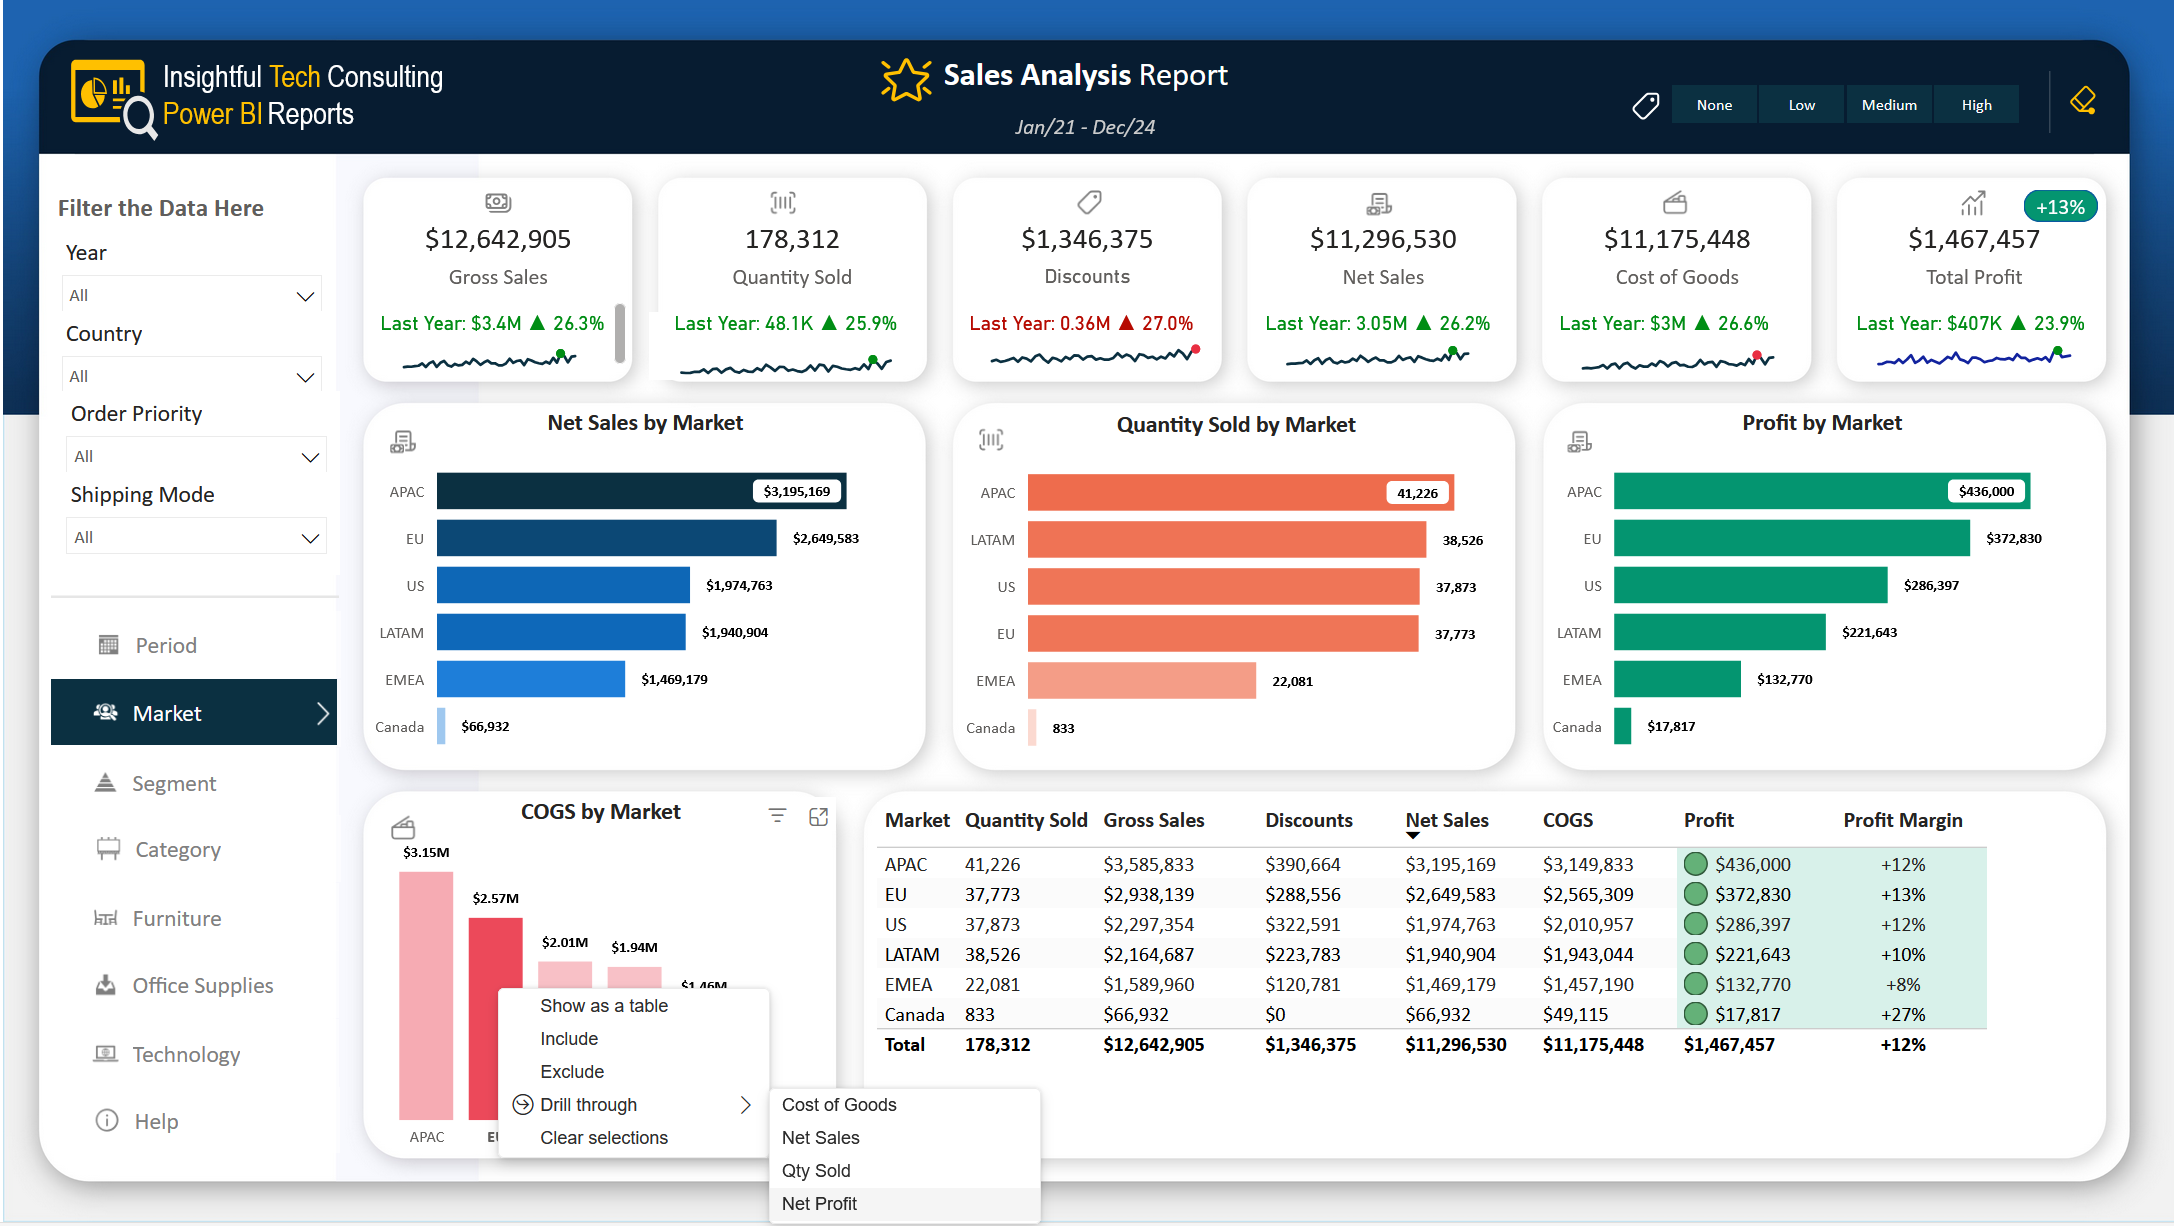 Insightful Tech Consulting
Power BI Reports
Sales Analysis Report
Jan/21 - Dec/24
None
Low
Medium
High
Filter the Data Here
Year
All
Country
All
Order Priority
All
Shipping Mode
All
Period
Market
Segment
Category
Furniture
Office Supplies
Technology
Help
$12,642,905
Gross Sales
Last Year: $3.4M ▲ 26.3%
178,312
Quantity Sold
Last Year: 48.1K ▲ 25.9%
$1,346,375
Discounts
Last Year: 0.36M ▲ 27.0%
$11,296,530
Net Sales
Last Year: 3.05M ▲ 26.2%
$11,175,448
Cost of Goods
Last Year: $3M ▲ 26.6%
+13%
$1,467,457
Total Profit
Last Year: $407K ▲ 23.9%
Net Sales by Market
APAC $3,195,169
EU $2,649,583
US $1,974,763
LATAM $1,940,904
EMEA $1,469,179
Canada $66,932
Quantity Sold by Market
APAC 41,226
LATAM 38,526
US 37,873
EU 37,773
EMEA 22,081
Canada 833
Profit by Market
APAC $436,000
EU $372,830
US $286,397
LATAM $221,643
EMEA $132,770
Canada $17,817
COGS by Market
$3.15M
$2.57M
$2.01M
$1.94M
$1.46M
APAC
Show as a table
Include
Exclude
Drill through
Clear selections
Cost of Goods
Net Sales
Qty Sold
Net Profit
Market Quantity Sold Gross Sales Discounts Net Sales COGS Profit Profit Margin
APAC 41,226 $3,585,833 $390,664 $3,195,169 $3,149,833 $436,000 +12%
EU 37,773 $2,938,139 $288,556 $2,649,583 $2,565,309 $372,830 +13%
US 37,873 $2,297,354 $322,591 $1,974,763 $2,010,957 $286,397 +12%
LATAM 38,526 $2,164,687 $223,783 $1,940,904 $1,943,044 $221,643 +10%
EMEA 22,081 $1,589,960 $120,781 $1,469,179 $1,457,190 $132,770 +8%
Canada 833 $66,932 $0 $66,932 $49,115 $17,817 +27%
Total 178,312 $12,642,905 $1,346,375 $11,296,530 $11,175,448 $1,467,457 +12%